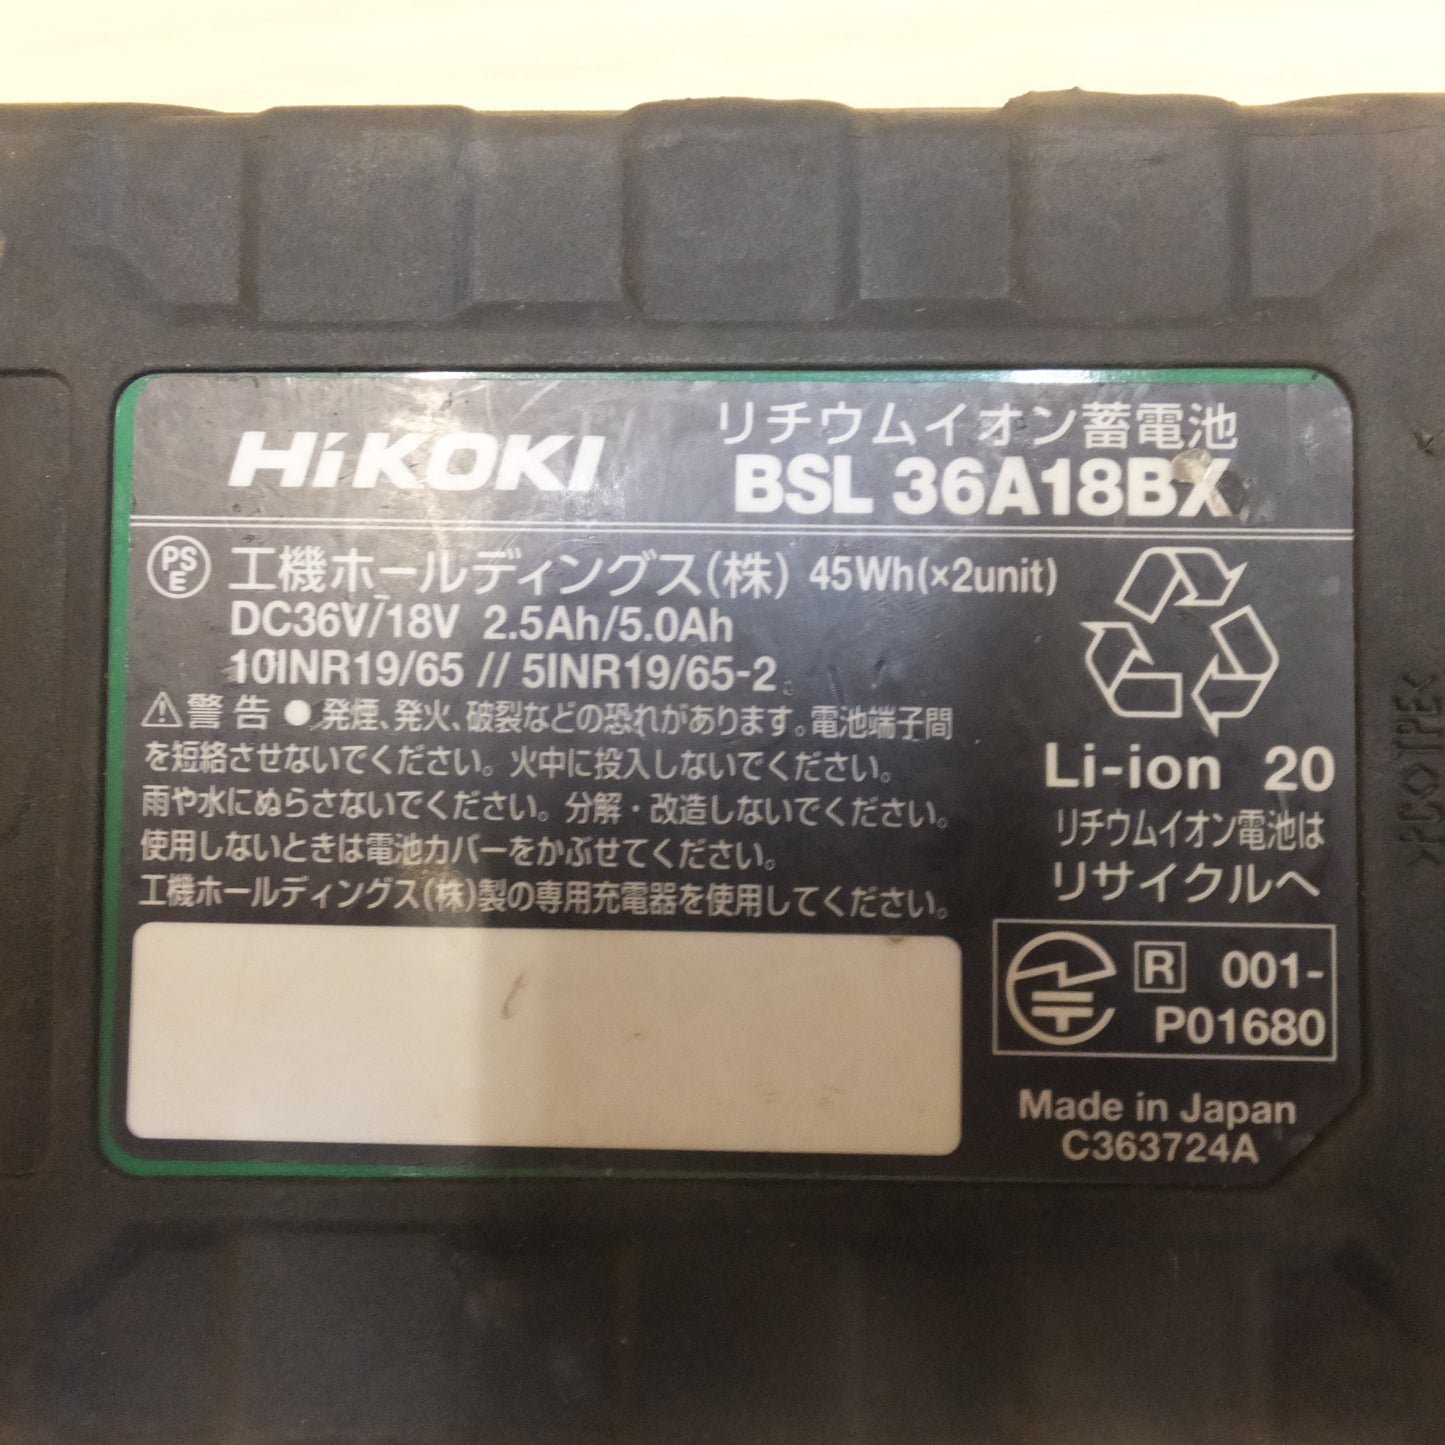 HiKOKI
リチウムイオン蓄電池
BSL 36A18BX
PS
E
工機ホールディングス(株) 45Wh(×2unit)
DC36V/18V 2.5Ah/5.0Ah
10INR19/65 // 5INR19/65-2
⚠警告 ●発煙、発火、破裂などの恐れがあります。電池端子間
を短絡させないでください。火中に投入しないでください。
雨や水にぬらさないでください。分解・改造しないでください。
使用しないときは電池カバーをかぶせてください。
工機ホールディングス(株)製の専用充電器を使用してください。
Li-ion 20
リチウムイオン電池は
リサイクルへ
R 001-
P01680
Made in Japan
C363724A